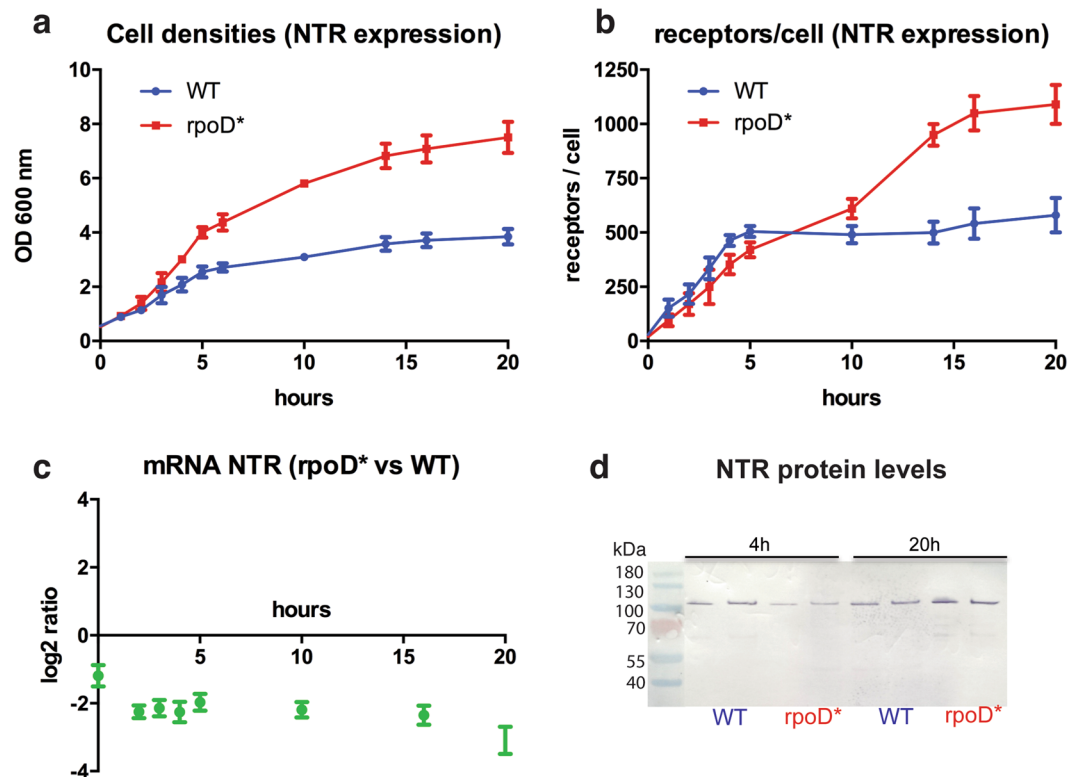 a
Cell densities (NTR expression)
10
8
6
4
2
0
OD 600 nm
WT
rpoD*
0 5 10 15 20
hours
b
receptors/cell (NTR expression)
1250
1000
750
500
250
0
receptors / cell
WT
rpoD*
0 5 10 15 20
hours
c
mRNA NTR (rpoD* vs WT)
4
2
0
-2
-4
log2 ratio
hours
5 10 15 20
d
NTR protein levels
4h 20h
kDa
180
130
100
70
55
40
WT rpoD* WT rpoD*